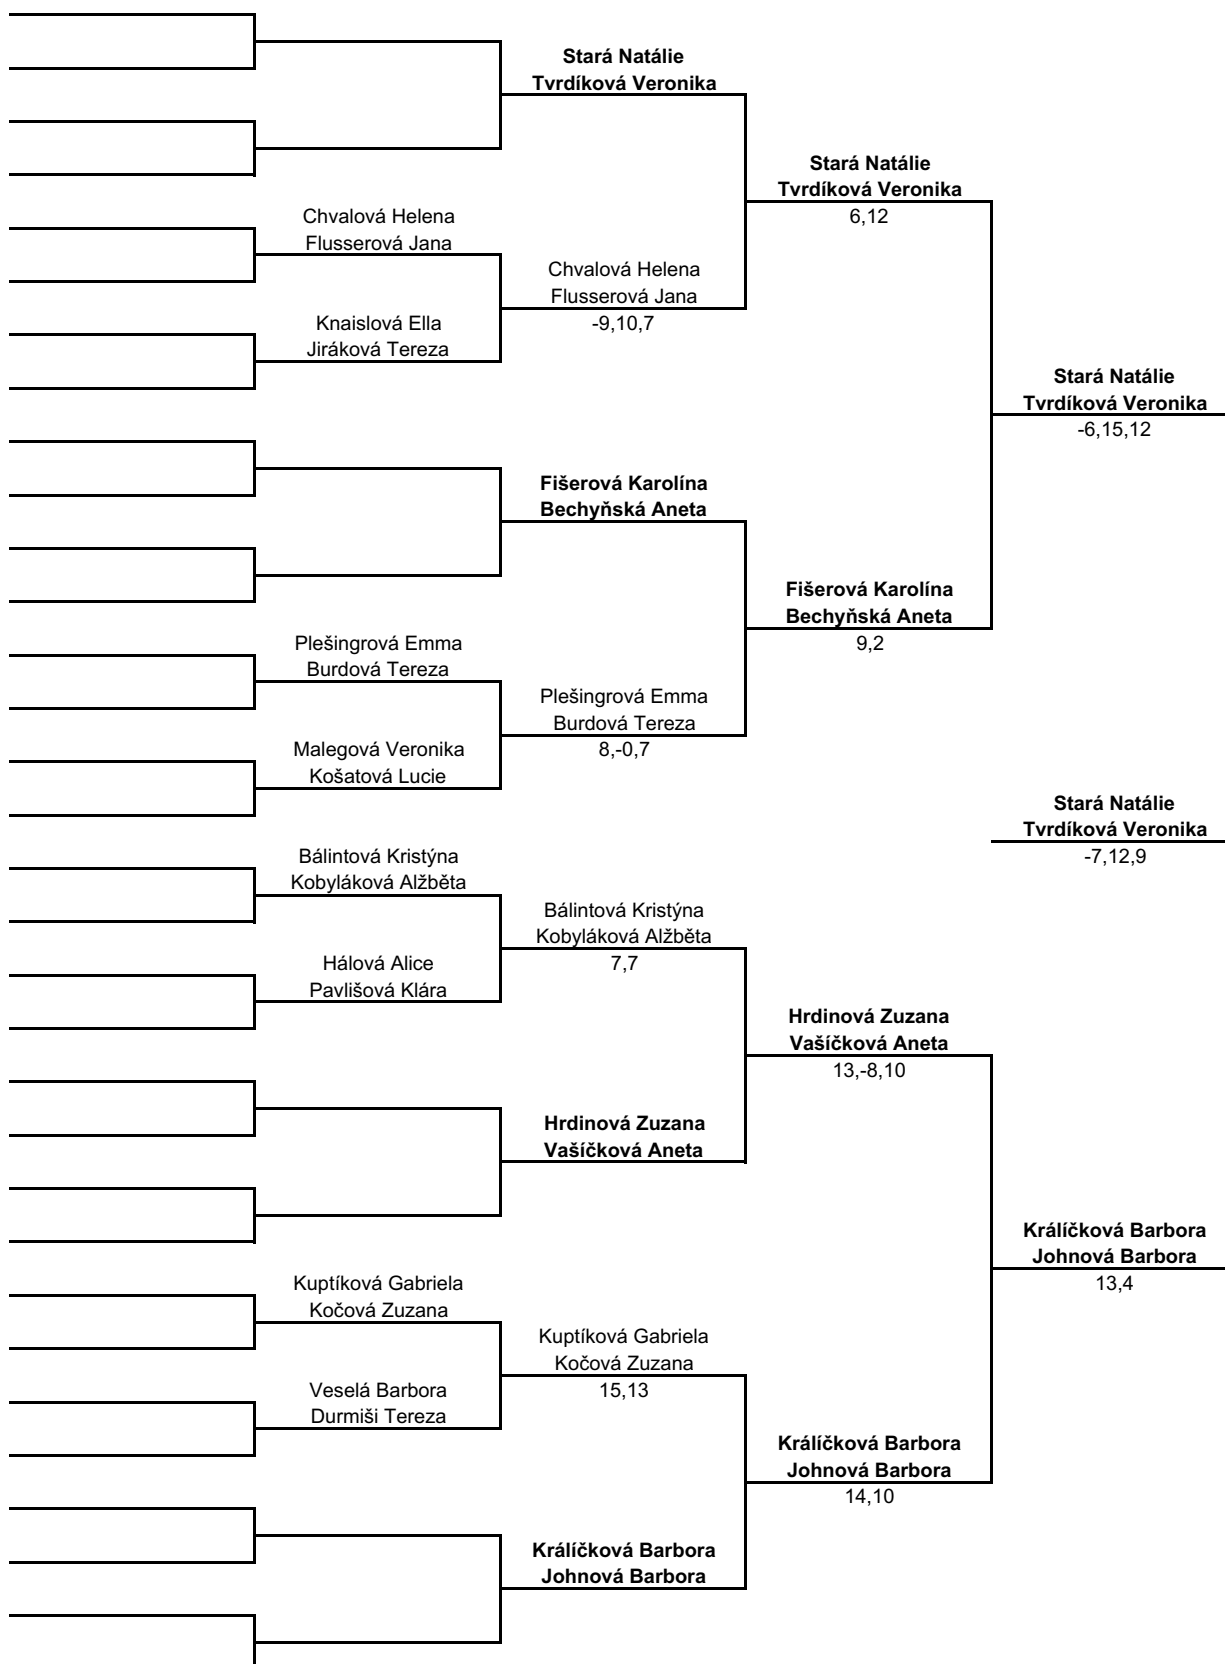 Stará Natálie
Tvrdíková Veronika
Stará Natálie
Tvrdíková Veronika
6,12
Chvalová Helena
Flusserová Jana
Chvalová Helena
Flusserová Jana
-9,10,7
Knaislová Ella
Jiráková Tereza
Stará Natálie
Tvrdíková Veronika
-6,15,12
Fišerová Karolína
Bechyňská Aneta
Fišerová Karolína
Bechyňská Aneta
9,2
Plešingrová Emma
Burdová Tereza
Plešingrová Emma
Burdová Tereza
8,-0,7
Malegová Veronika
Košatová Lucie
Stará Natálie
Tvrdíková Veronika
-7,12,9
Bálintová Kristýna
Kobyláková Alžběta
Bálintová Kristýna
Kobyláková Alžběta
7,7
Hálová Alice
Pavlišová Klára
Hrdinová Zuzana
Vašíčková Aneta
13,-8,10
Hrdinová Zuzana
Vašíčková Aneta
Králíčková Barbora
Johnová Barbora
13,4
Kuptíková Gabriela
Kočová Zuzana
Kuptíková Gabriela
Kočová Zuzana
15,13
Veselá Barbora
Durmiši Tereza
Králíčková Barbora
Johnová Barbora
14,10
Králíčková Barbora
Johnová Barbora